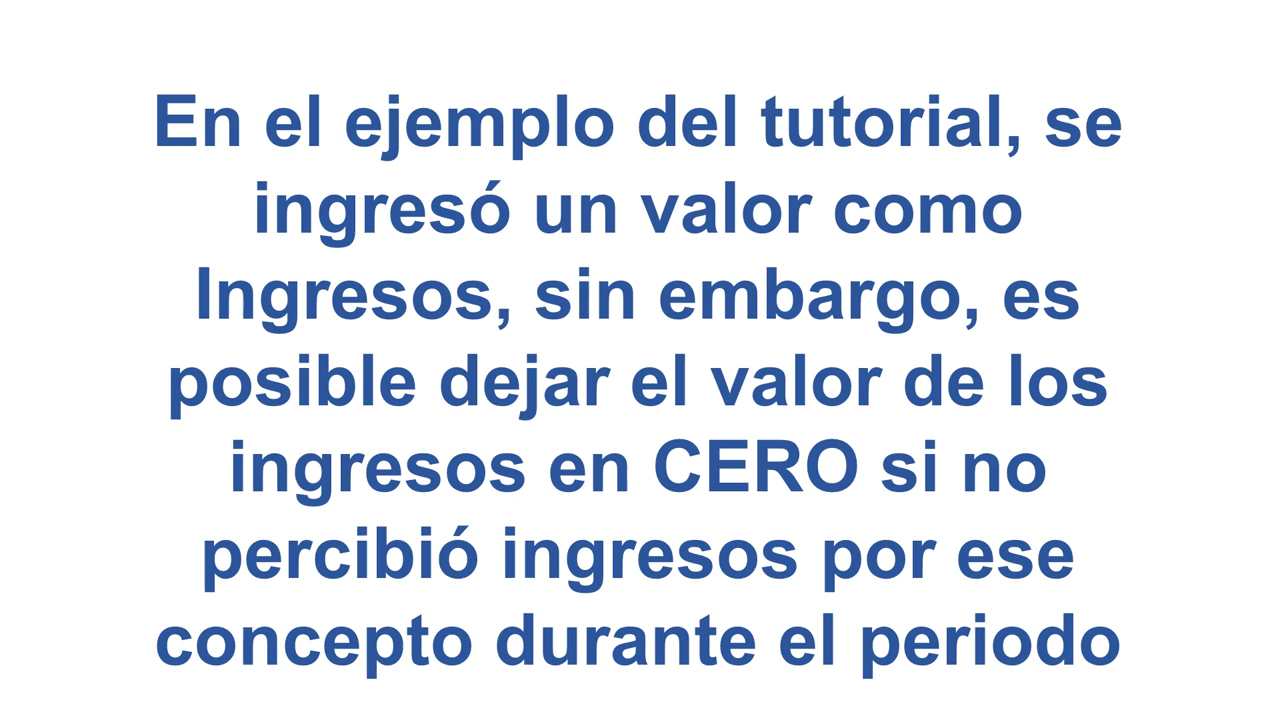 En el ejemplo del tutorial, se
ingresó un valor como
Ingresos, sin embargo, es
posible dejar el valor de los
ingresos en CERO si no
percibió ingresos por ese
concepto durante el periodo